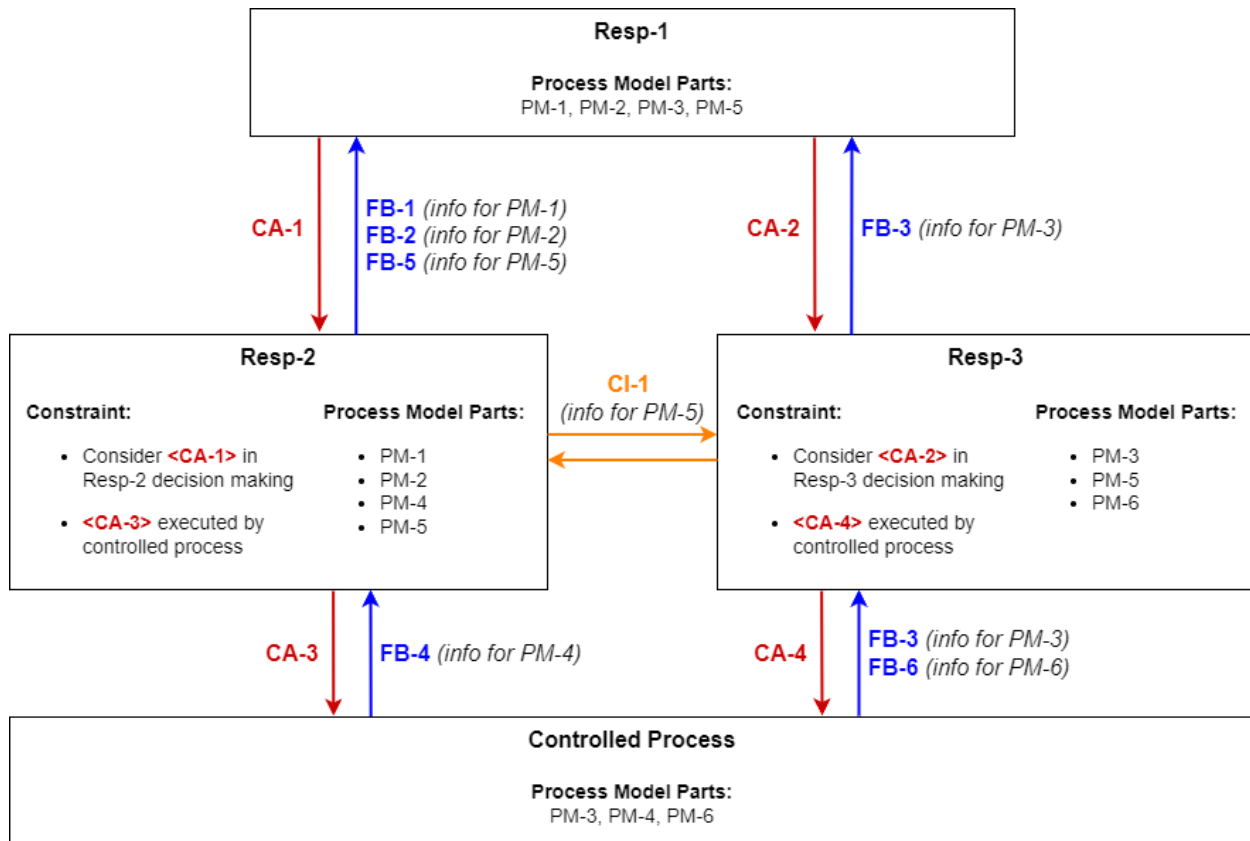 Resp-1
Process Model Parts:
PM-1, PM-2, PM-3, PM-5
CA-1
FB-1 (info for PM-1)
FB-2 (info for PM-2)
FB-5 (info for PM-5)
CA-2
FB-3 (info for PM-3)
Resp-2
Constraint:
• Consider <CA-1> in
Resp-2 decision making
• <CA-3> executed by
controlled process
Process Model Parts:
• PM-1
• PM-2
• PM-4
• PM-5
CI-1
(info for PM-5)
Resp-3
Constraint:
• Consider <CA-2> in
Resp-3 decision making
• <CA-4> executed by
controlled process
Process Model Parts:
• PM-3
• PM-5
• PM-6
CA-3
FB-4 (info for PM-4)
CA-4
FB-3 (info for PM-3)
FB-6 (info for PM-6)
Controlled Process
Process Model Parts:
PM-3, PM-4, PM-6